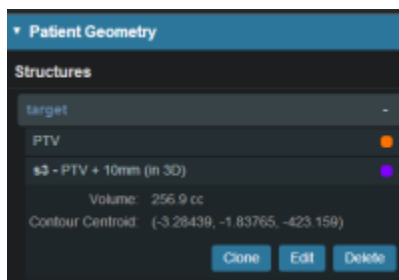 Patient Geometry
Structures
target -
PTV
s3 - PTV + 10mm (in 3D)
Volume: 256.9 cc
Contour Centroid: (-3.28439, -1.83765, -423.159)
Clone Edit Delete